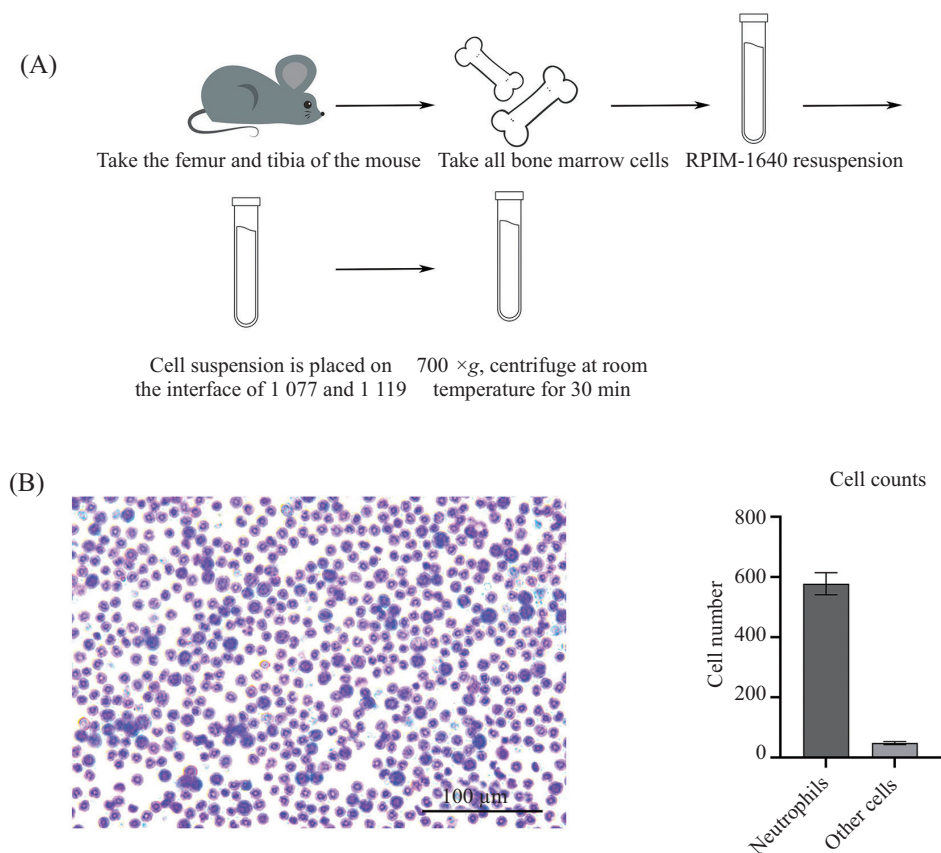 (A)
Take the femur and tibia of the mouse
Take all bone marrow cells
RPIM-1640 resuspension
Cell suspension is placed on
the interface of 1 077 and 1 119
700 ×g, centrifuge at room
temperature for 30 min
(B)
100 μm
Cell counts
Cell number
800
600
400
200
0
Neutrophils
Other cells